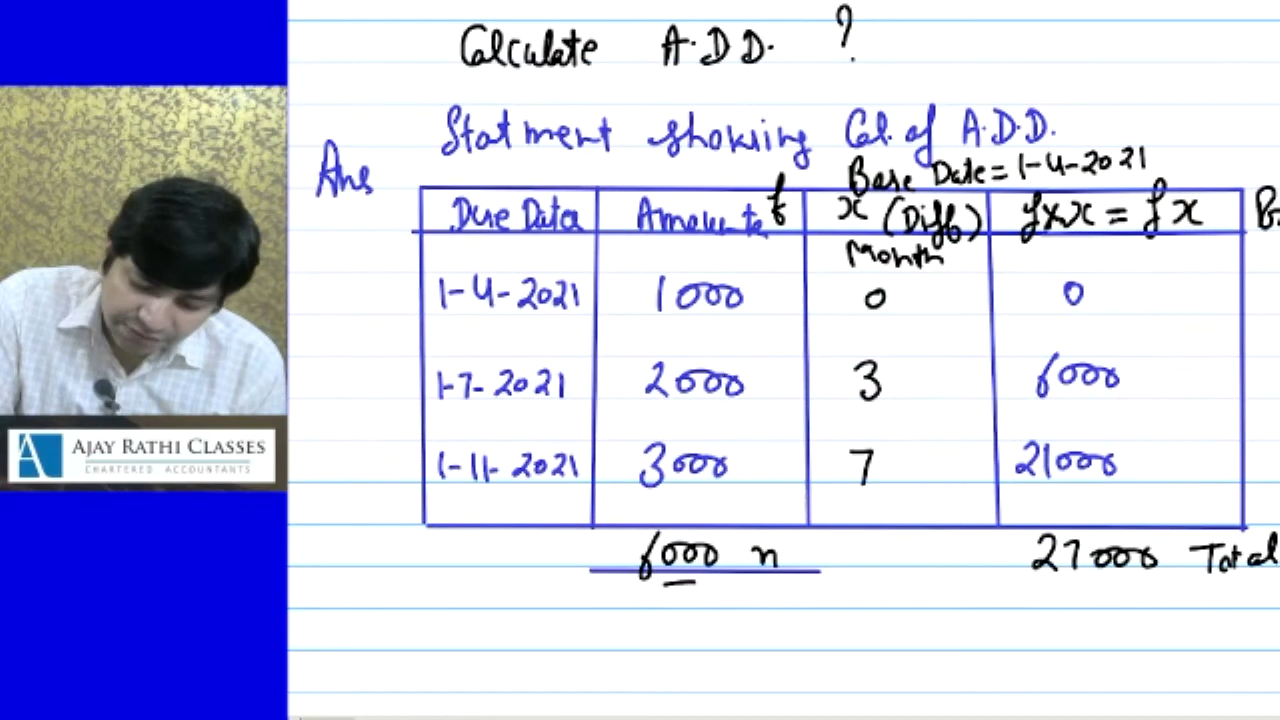 Calculate A.D.D. ?
Statment showing Cal. of A.D.D.
Ans
Base Date = 1-4-2021
Due Date Amounts f x (Diff) f x x = f x
Month
1-4-2021 1000 0 0
1-7-2021 2000 3 6000
1-11-2021 3000 7 21000
6000 n 27000 Total
AJAY RATHI CLASSES
CHARTERED ACCOUNTANTS